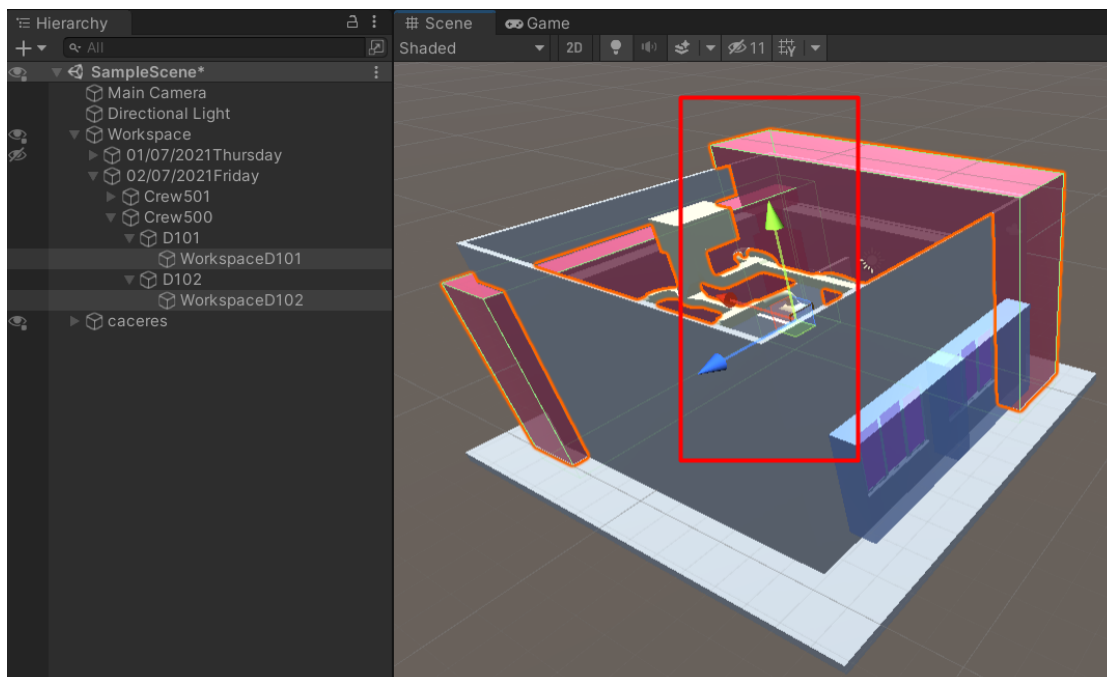 Hierarchy
All
SampleScene*
Main Camera
Directional Light
Workspace
01/07/2021Thursday
02/07/2021Friday
Crew501
Crew500
D101
WorkspaceD101
D102
WorkspaceD102
caceres
Scene Game
Shaded 2D 11